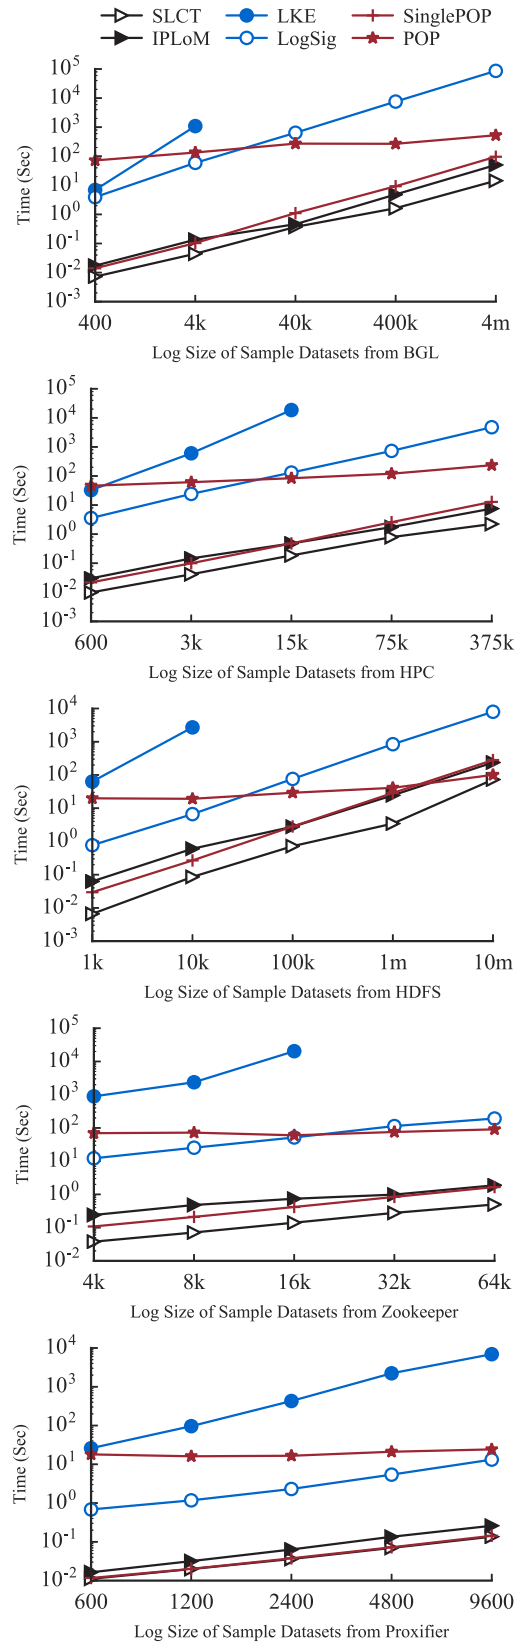 SLCT LKE SinglePOP
IPLoM LogSig POP
10^5
10^4
10^3
10^2
10^1
10^0
10^-1
10^-2
10^-3
Time (Sec)
400 4k 40k 400k 4m
Log Size of Sample Datasets from BGL
10^5
10^4
10^3
10^2
10^1
10^0
10^-1
10^-2
10^-3
Time (Sec)
600 3k 15k 75k 375k
Log Size of Sample Datasets from HPC
10^4
10^3
10^2
10^1
10^0
10^-1
10^-2
10^-3
Time (Sec)
1k 10k 100k 1m 10m
Log Size of Sample Datasets from HDFS
10^5
10^4
10^3
10^2
10^1
10^0
10^-1
10^-2
Time (Sec)
4k 8k 16k 32k 64k
Log Size of Sample Datasets from Zookeeper
10^4
10^3
10^2
10^1
10^0
10^-1
10^-2
Time (Sec)
600 1200 2400 4800 9600
Log Size of Sample Datasets from Proxifier